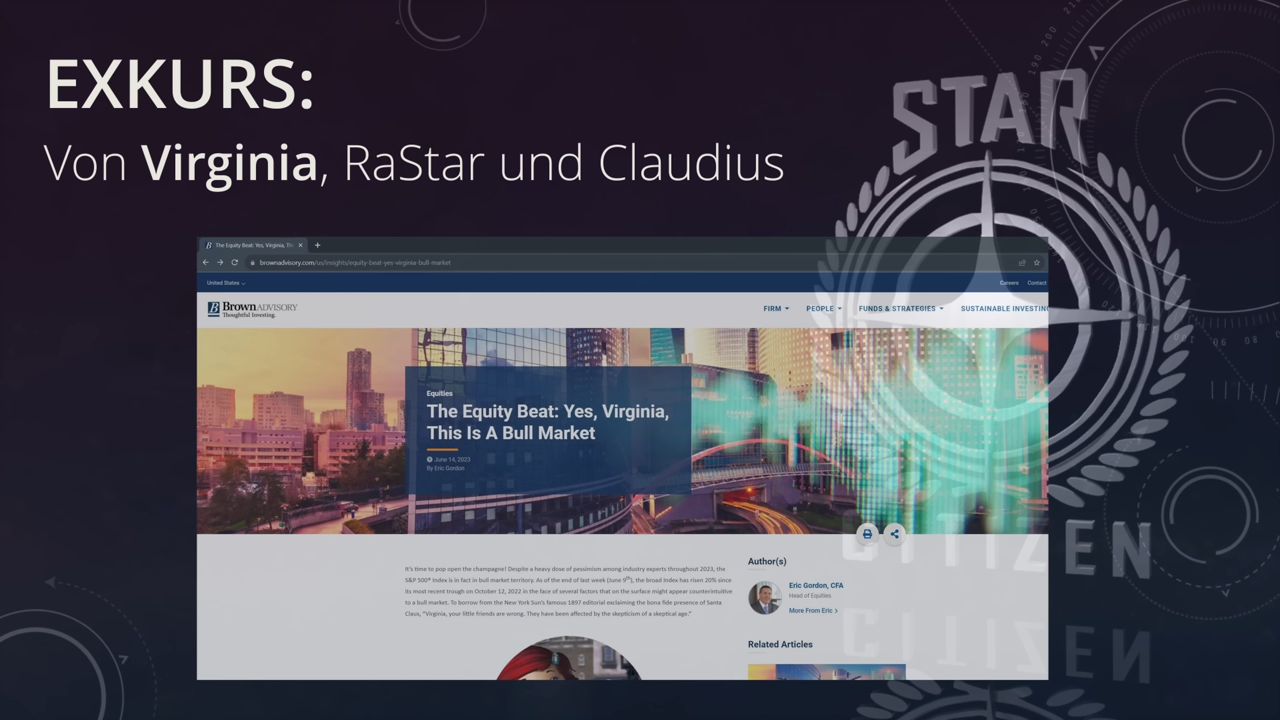 EXKURS:
Von Virginia, RaStar und Claudius
STAR
The Equity Beat: Yes, Virginia, Thi
brownadvisory.com/us/insights/equity-beat-yes-virginia-bull-market
United States
Careers Contact
B Brown ADVISORY
Thoughtful Investing.
FIRM PEOPLE FUNDS & STRATEGIES SUSTAINABLE INVESTING
Equities
The Equity Beat: Yes, Virginia,
This Is A Bull Market
June 14, 2023
By Eric Gordon
CITIZEN
It's time to pop open the champagne! Despite a heavy dose of pessimism among industry experts throughout 2023, the
S&P 500® Index is in fact in bull market territory. As of the end of last week (June 9th), the broad Index has risen 20% since
its most recent trough on October 12, 2022 in the face of several factors that on the surface might appear counterintuitive
to a bull market. To borrow from the New York Sun's famous 1897 editorial exclaiming the bona fide presence of Santa
Claus, "Virginia, your little friends are wrong. They have been affected by the skepticism of a skeptical age."
Author(s)
Eric Gordon, CFA
Head of Equities
More From Eric
Related Articles